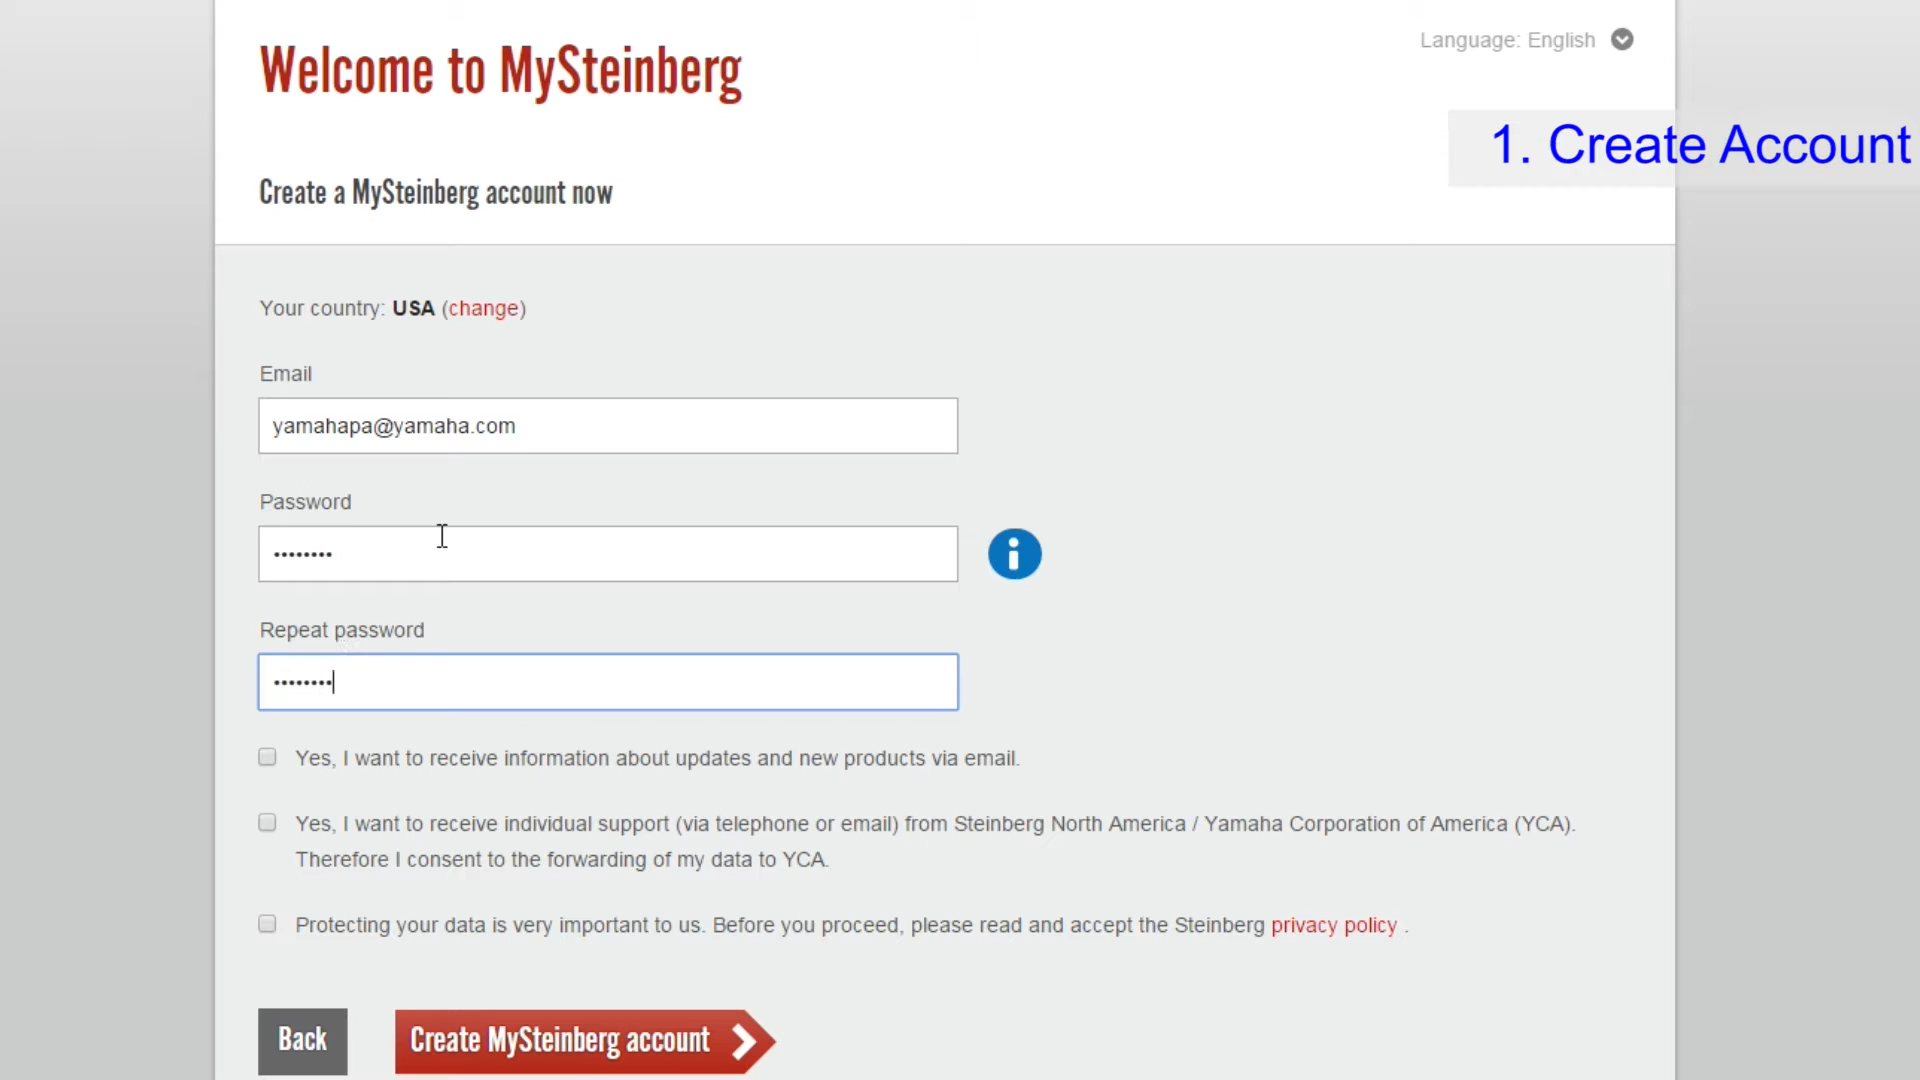 Language: English
Welcome to MySteinberg
1. Create Account
Create a MySteinberg account now
Your country: USA (change)
Email
yamahapa@yamaha.com
Password
••••••••
Repeat password
••••••••
Yes, I want to receive information about updates and new products via email.
Yes, I want to receive individual support (via telephone or email) from Steinberg North America / Yamaha Corporation of America (YCA).
Therefore I consent to the forwarding of my data to YCA.
Protecting your data is very important to us. Before you proceed, please read and accept the Steinberg privacy policy .
Back
Create MySteinberg account